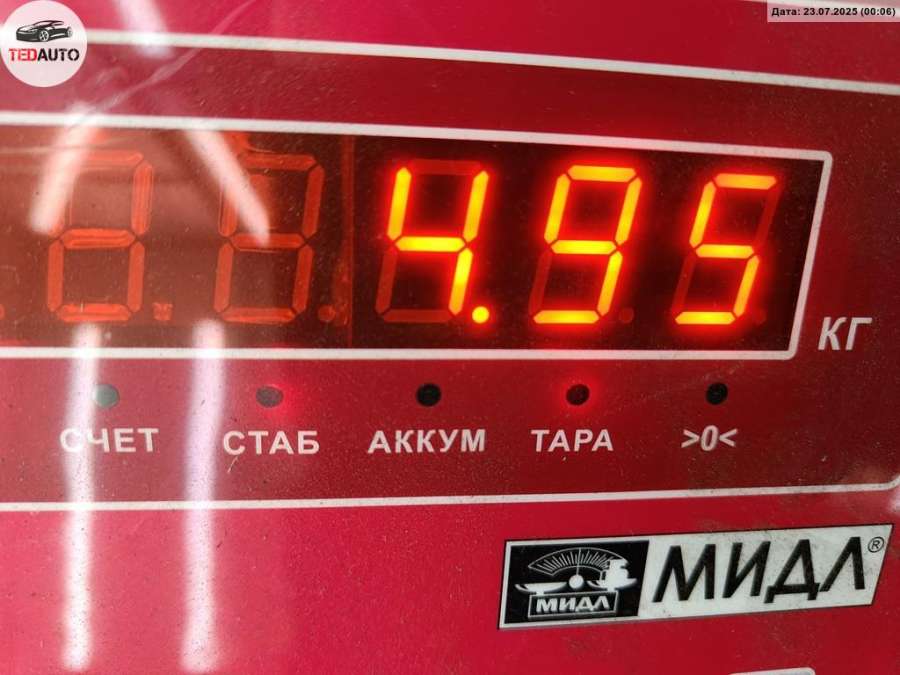 TEDAUTO
Дата: 23.07.2025 (00:06)
4.95
КГ
СЧЕТ СТАБ АККУМ ТАРА >0<
МИДЛ МИДЛ®